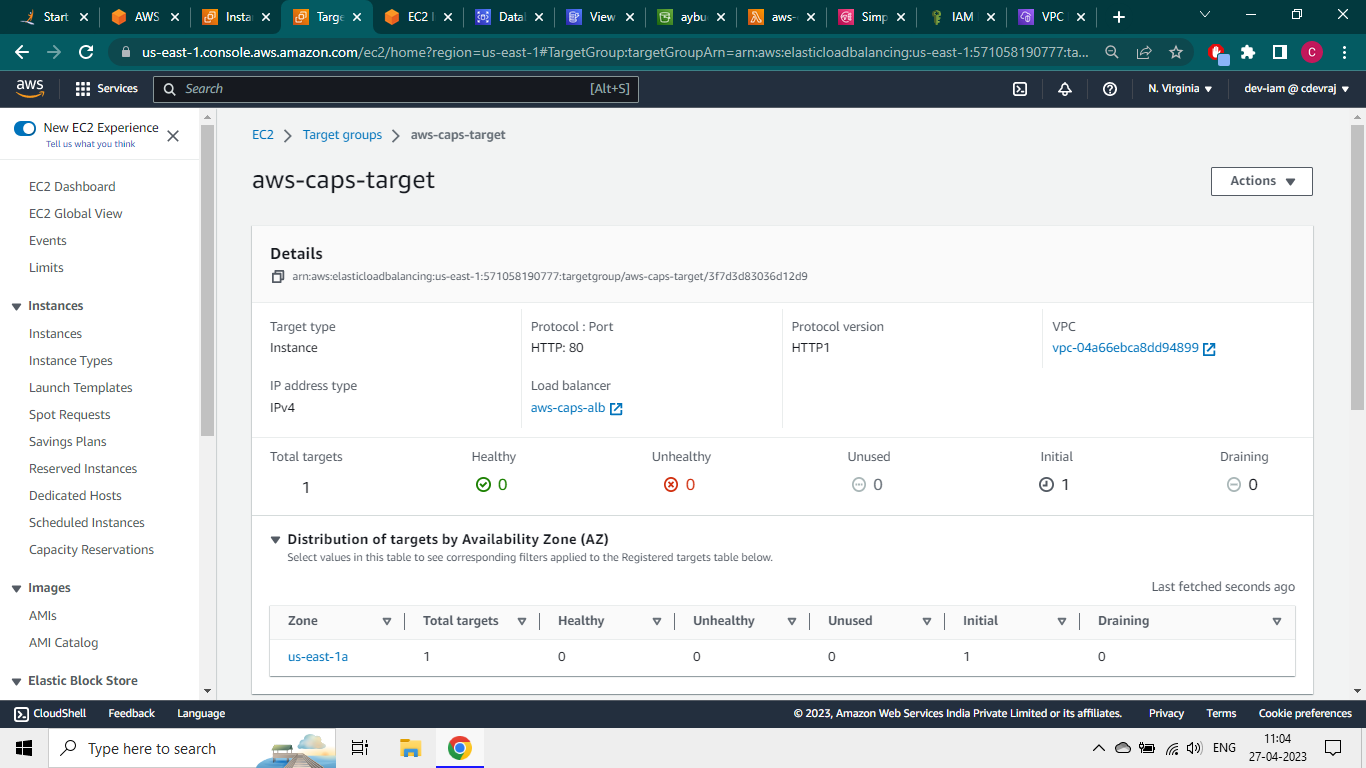 Start AWS Insta Targe EC2 Datal View aybu aws- Simp IAM VPC
us-east-1.console.aws.amazon.com/ec2/home?region=us-east-1#TargetGroup:targetGroupArn=arn:aws:elasticloadbalancing:us-east-1:571058190777:ta... C
aws Services Search [Alt+S] N. Virginia dev-iam @ cdevraj
New EC2 Experience
Tell us what you think
EC2 Dashboard
EC2 Global View
Events
Limits
Instances
Instances
Instance Types
Launch Templates
Spot Requests
Savings Plans
Reserved Instances
Dedicated Hosts
Scheduled Instances
Capacity Reservations
Images
AMIs
AMI Catalog
Elastic Block Store
EC2 Target groups aws-caps-target
aws-caps-target
Actions
Details
arn:aws:elasticloadbalancing:us-east-1:571058190777:targetgroup/aws-caps-target/3f7d3d83036d12d9
Target type Protocol : Port Protocol version VPC
Instance HTTP: 80 HTTP1 vpc-04a66ebca8dd94899
IP address type Load balancer
IPv4 aws-caps-alb
Total targets Healthy Unhealthy Unused Initial Draining
1 0 0 0 1 0
Distribution of targets by Availability Zone (AZ)
Select values in this table to see corresponding filters applied to the Registered targets table below.
Last fetched seconds ago
Zone Total targets Healthy Unhealthy Unused Initial Draining
us-east-1a 1 0 0 0 1 0
CloudShell Feedback Language © 2023, Amazon Web Services India Private Limited or its affiliates. Privacy Terms Cookie preferences
Type here to search ENG 11:04
27-04-2023